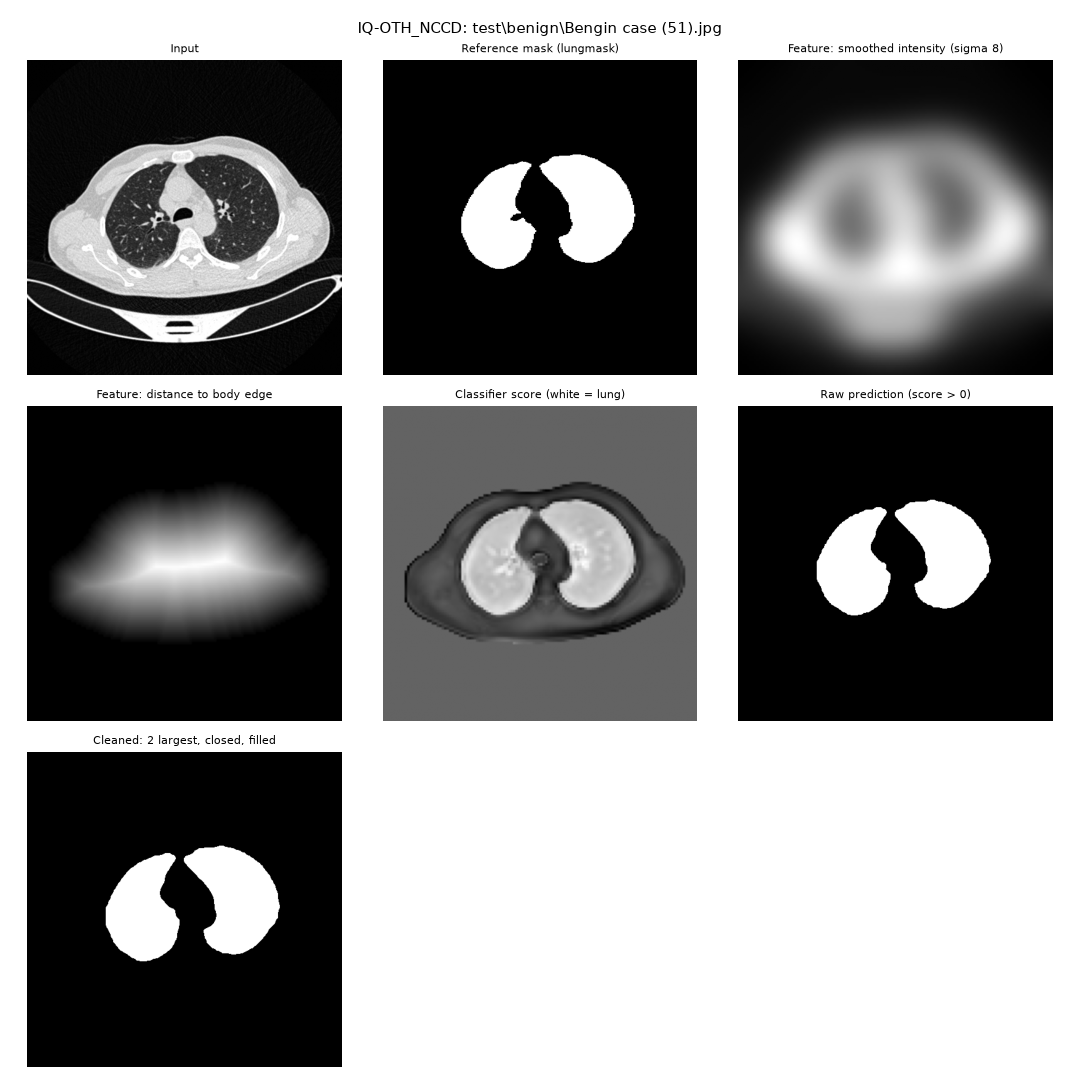 IQ-OTH_NCCD: test\benign\Bengin case (51).jpg
Input
Reference mask (lungmask)
Feature: smoothed intensity (sigma 8)
Feature: distance to body edge
Classifier score (white = lung)
Raw prediction (score > 0)
Cleaned: 2 largest, closed, filled